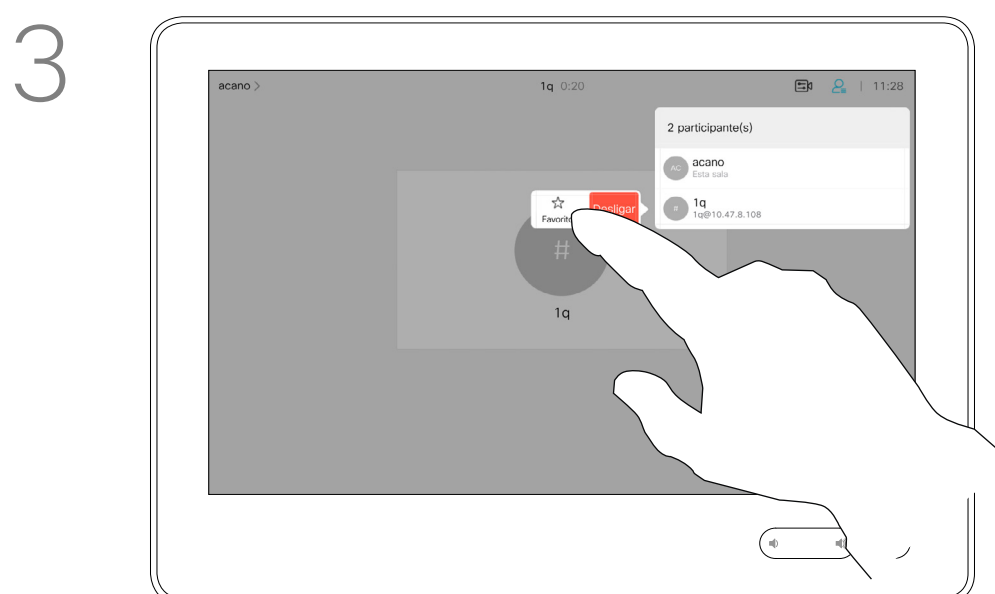 3
acano >
1q 0:20
11:28
2 participante(s)
AC
acano
Esta sala
#
1q
1q@10.47.8.108
Desligar
#
1q